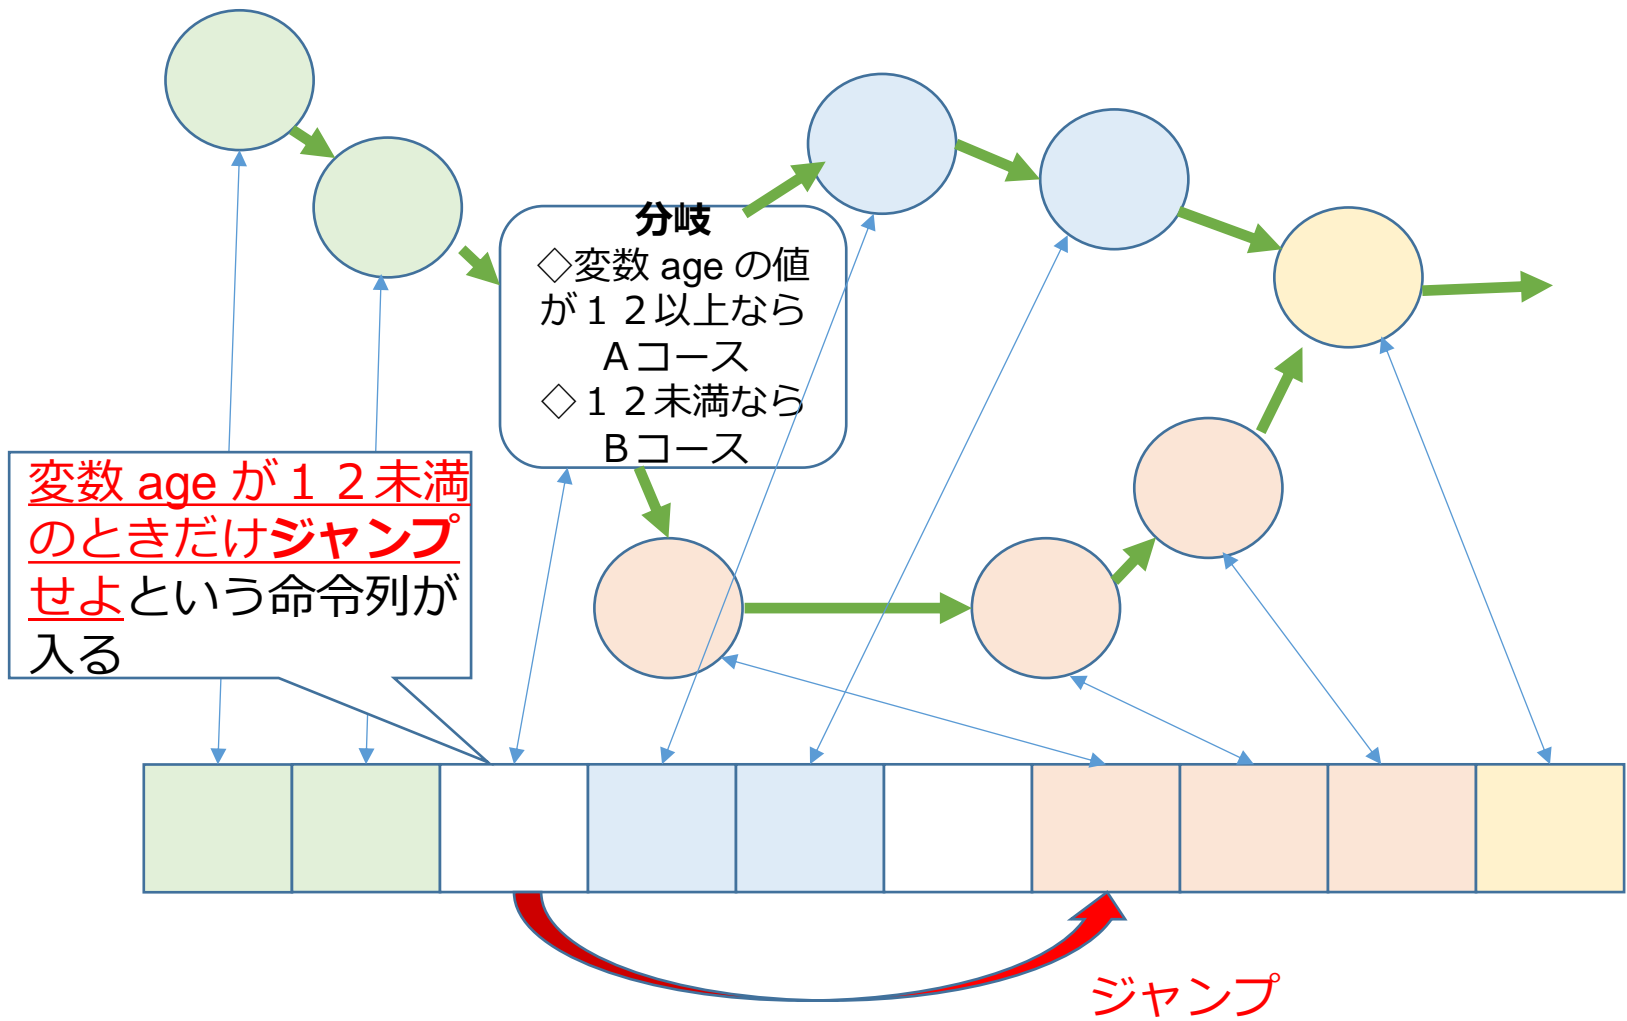 分岐
◇変数 age の値
が１２以上なら
Ａコース
◇１２未満なら
Ｂコース
変数 age が１２未満
のときだけジャンプ
せよという命令列が
入る
ジャンプ